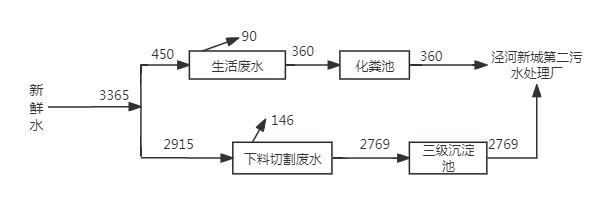 90
450
生活废水
360
化粪池
360
泾河新城第二污
水处理厂
新
鲜
水
3365
2915
146
下料切割废水
2769
三级沉淀
池
2769